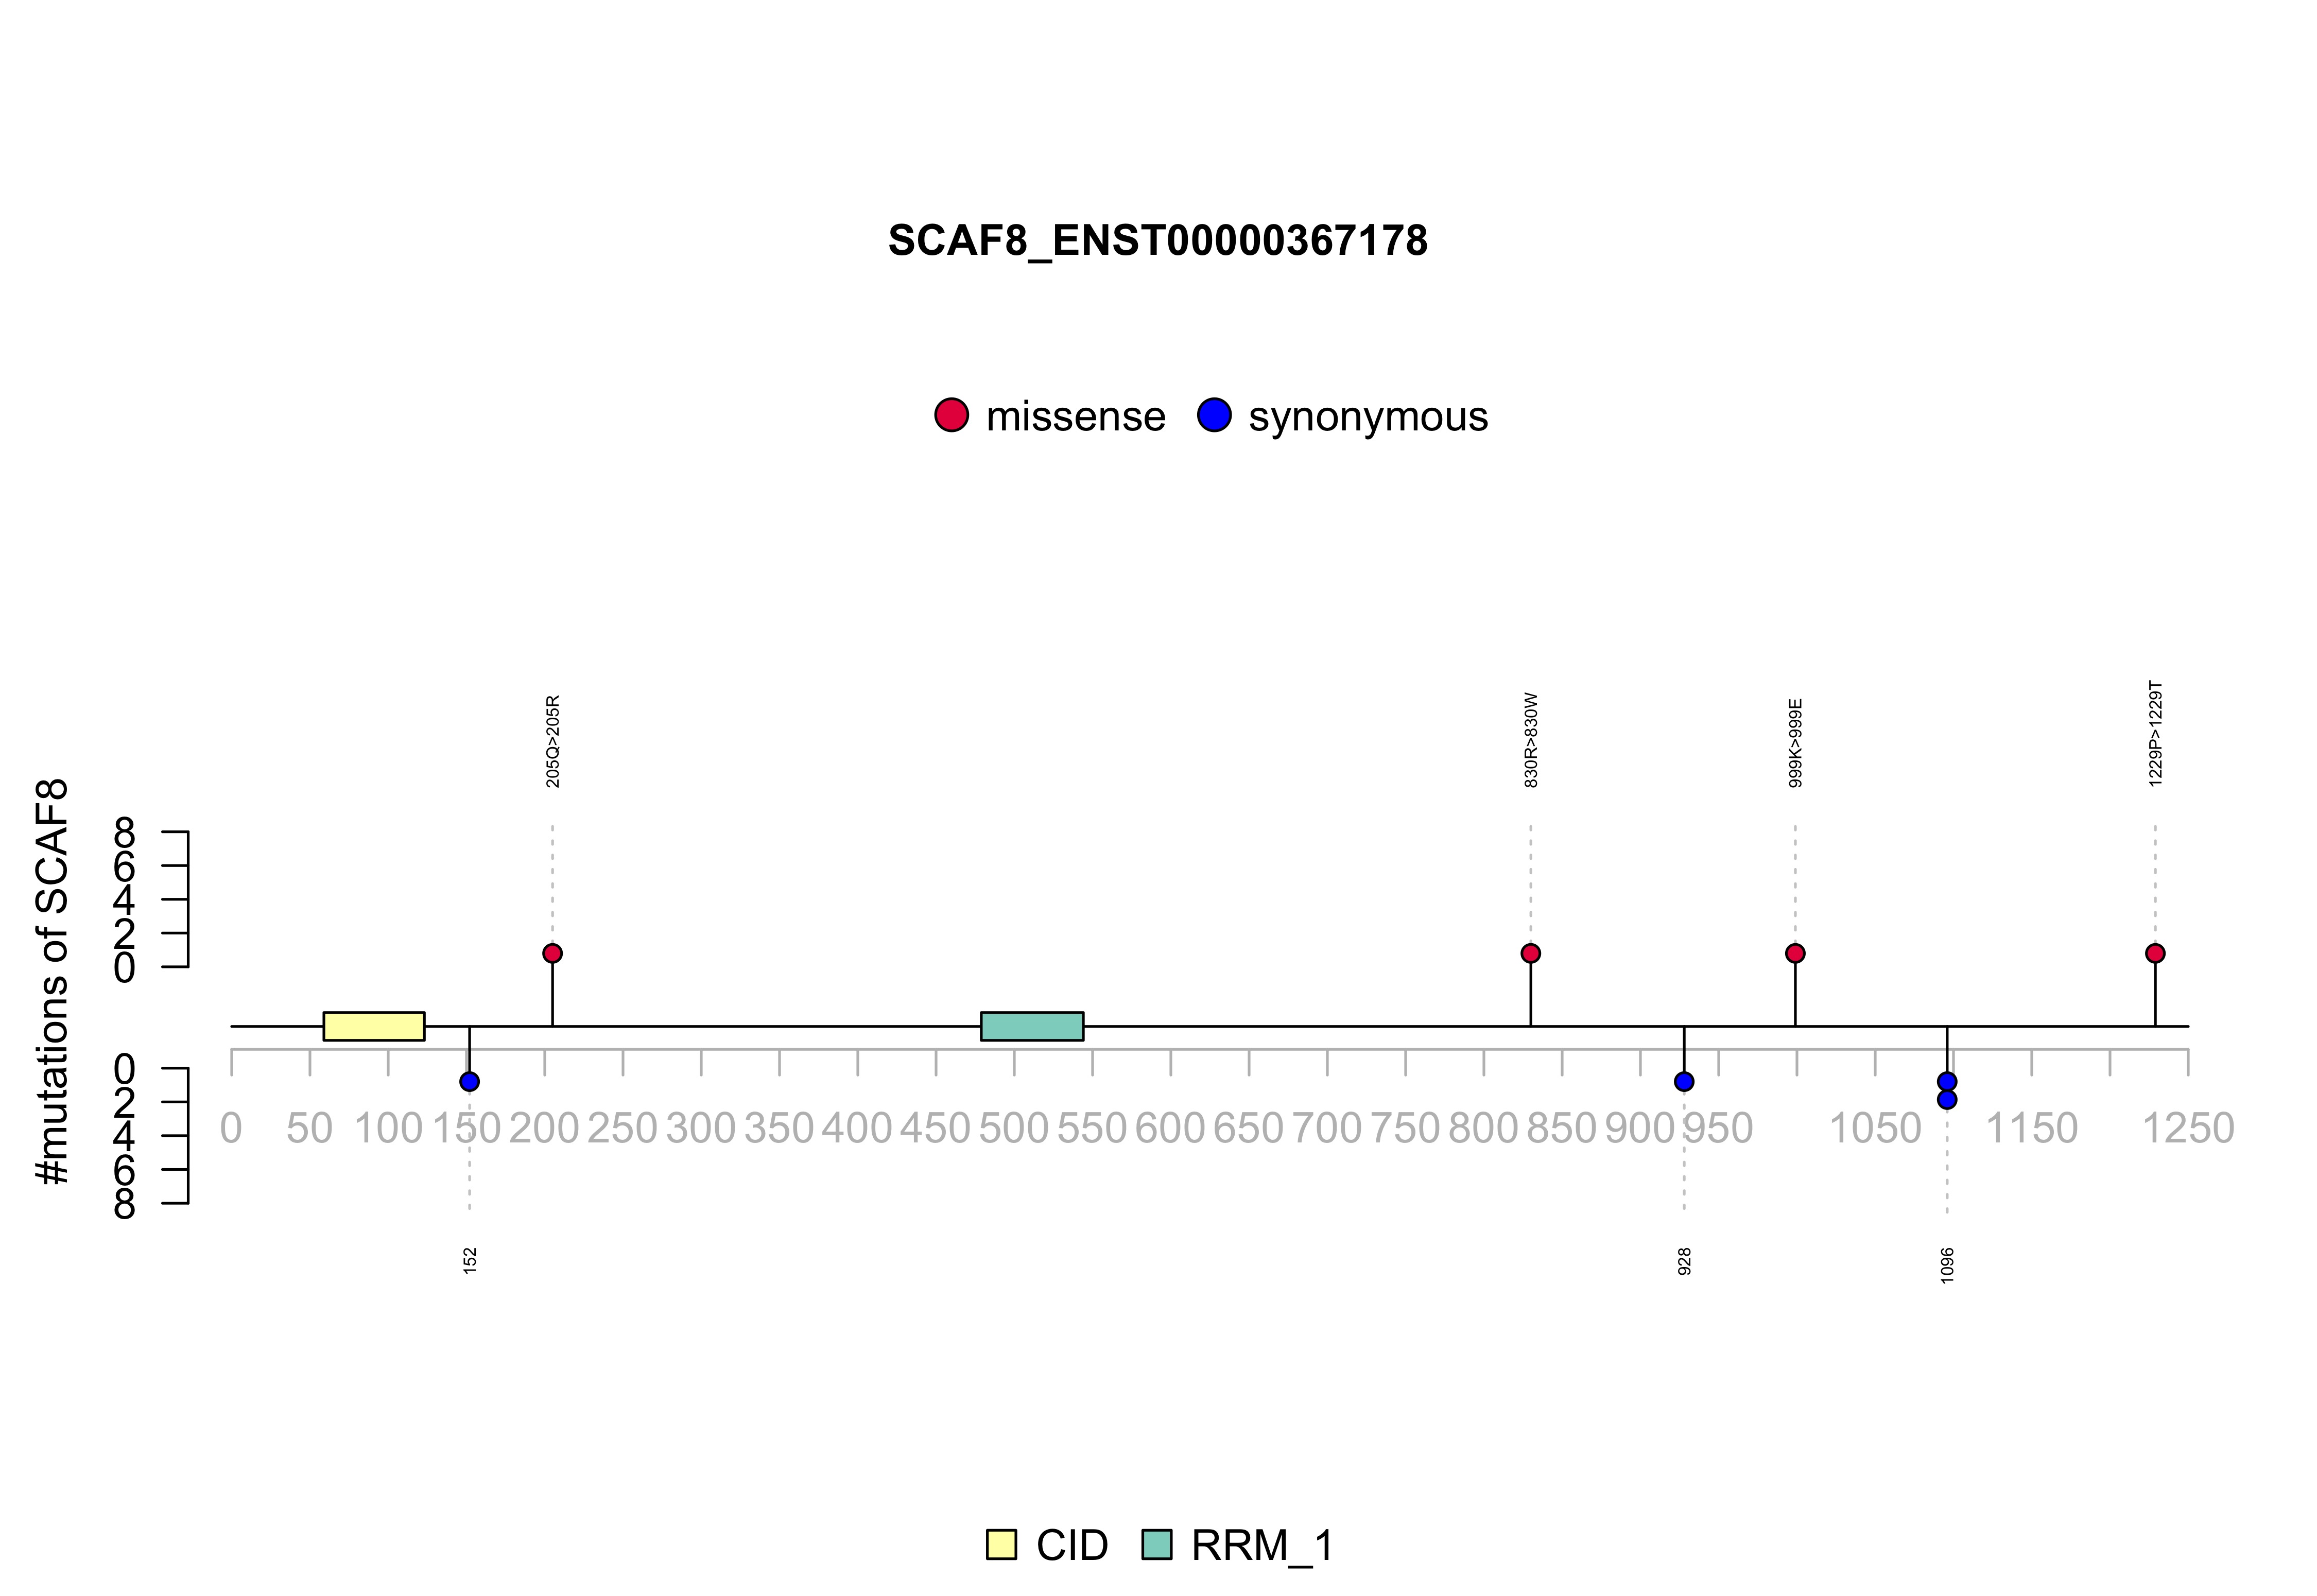 SCAF8_ENST00000367178
missense synonymous
205Q>205R
830R>830W
999K>999E
1229P>1229T
#mutations of SCAF8
8
6
4
2
0
0
2
4
6
8
0 50 100 150 200 250 300 350 400 450 500 550 600 650 700 750 800 850 900 950 1050 1150 1250
152
928
1096
CID RRM_1